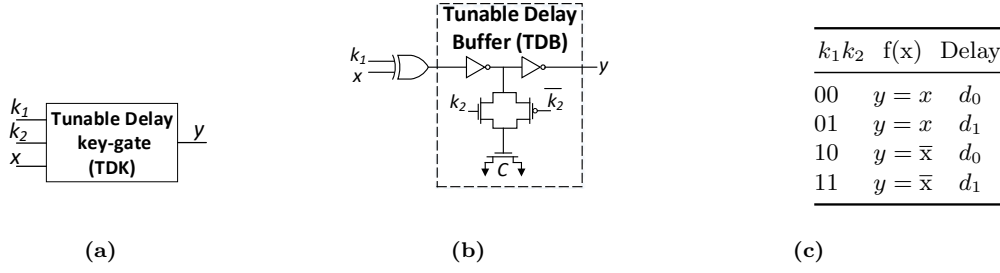 k₁
k₂
x
Tunable Delay
key-gate
(TDK)
y
(a)
Tunable Delay
Buffer (TDB)
k₁
x
y
k₂
k̅₂
C
(b)
k₁k₂ f(x) Delay
00 y = x d₀
01 y = x d₁
10 y = x̅ d₀
11 y = x̅ d₁
(c)